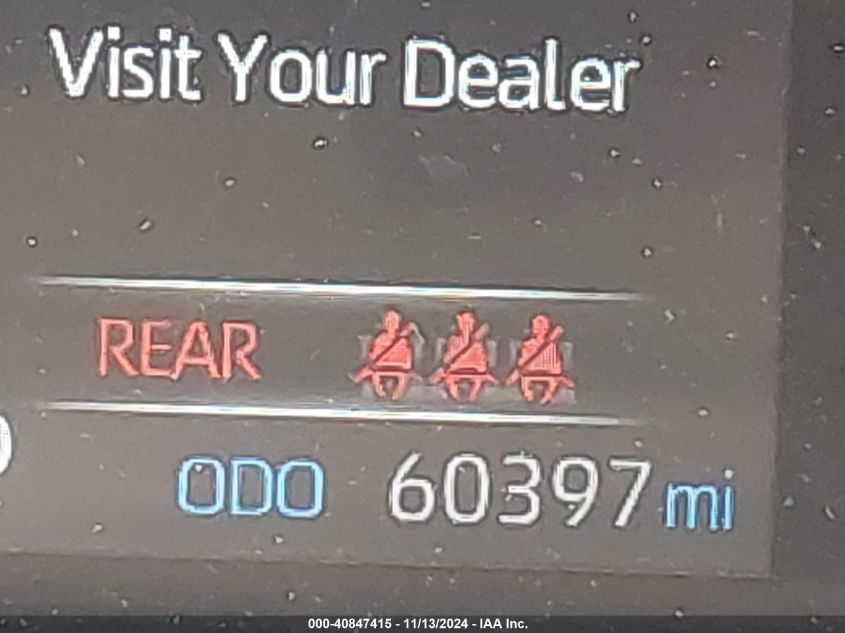 Visit Your Dealer
REAR
ODO 60397 mi
000-40847415 - 11/13/2024 - IAA Inc.